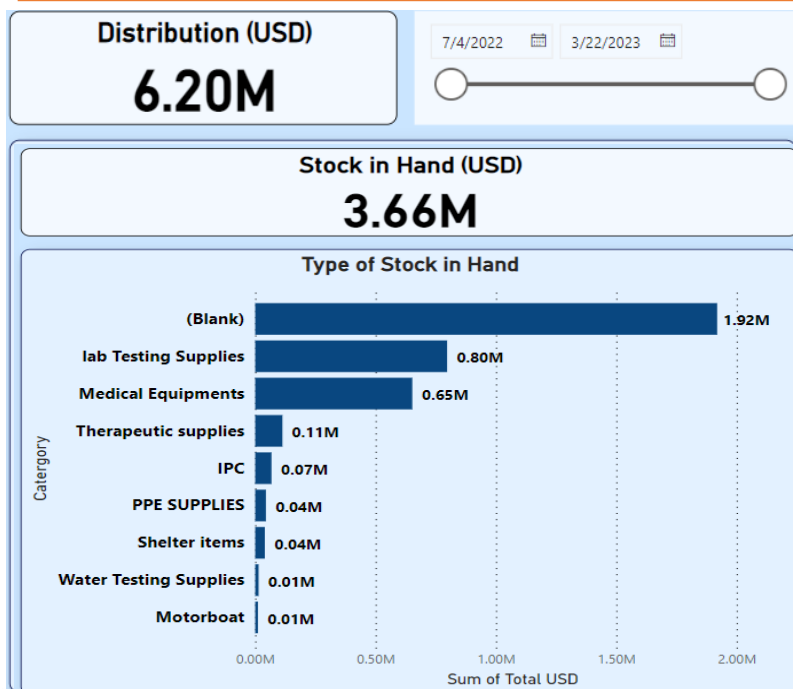 Distribution (USD)
6.20M
7/4/2022 3/22/2023
Stock in Hand (USD)
3.66M
Type of Stock in Hand
Catergory
(Blank) 1.92M
lab Testing Supplies 0.80M
Medical Equipments 0.65M
Therapeutic supplies 0.11M
IPC 0.07M
PPE SUPPLIES 0.04M
Shelter items 0.04M
Water Testing Supplies 0.01M
Motorboat 0.01M
0.00M 0.50M 1.00M 1.50M 2.00M
Sum of Total USD